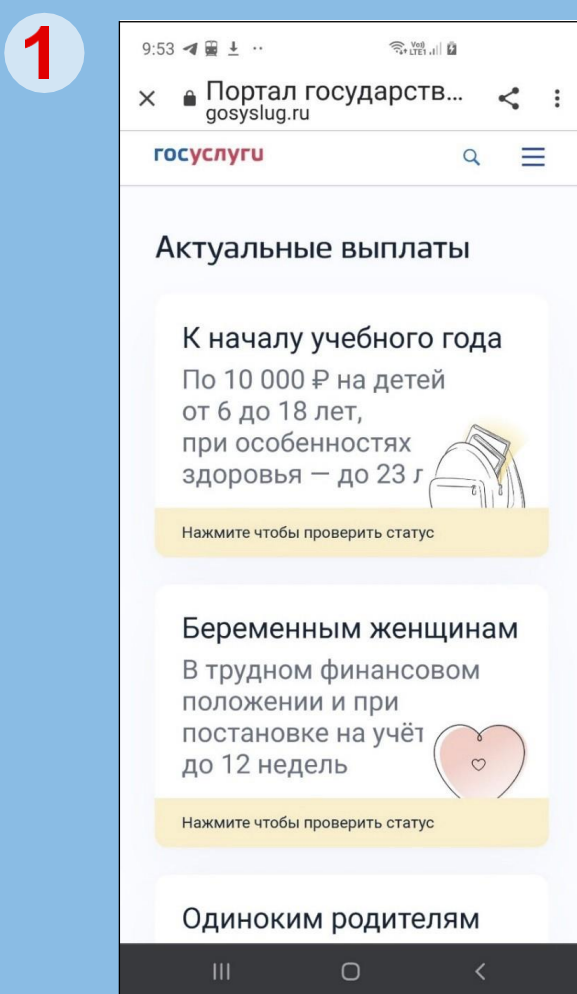 1
9:53
Vo))
LTE1
Портал государств...
gosyslug.ru
госуслуги
Актуальные выплаты
К началу учебного года
По 10 000 ₽ на детей
от 6 до 18 лет,
при особенностях
здоровья — до 23 л
Нажмите чтобы проверить статус
Беременным женщинам
В трудном финансовом
положении и при
постановке на учёт
до 12 недель
Нажмите чтобы проверить статус
Одиноким родителям